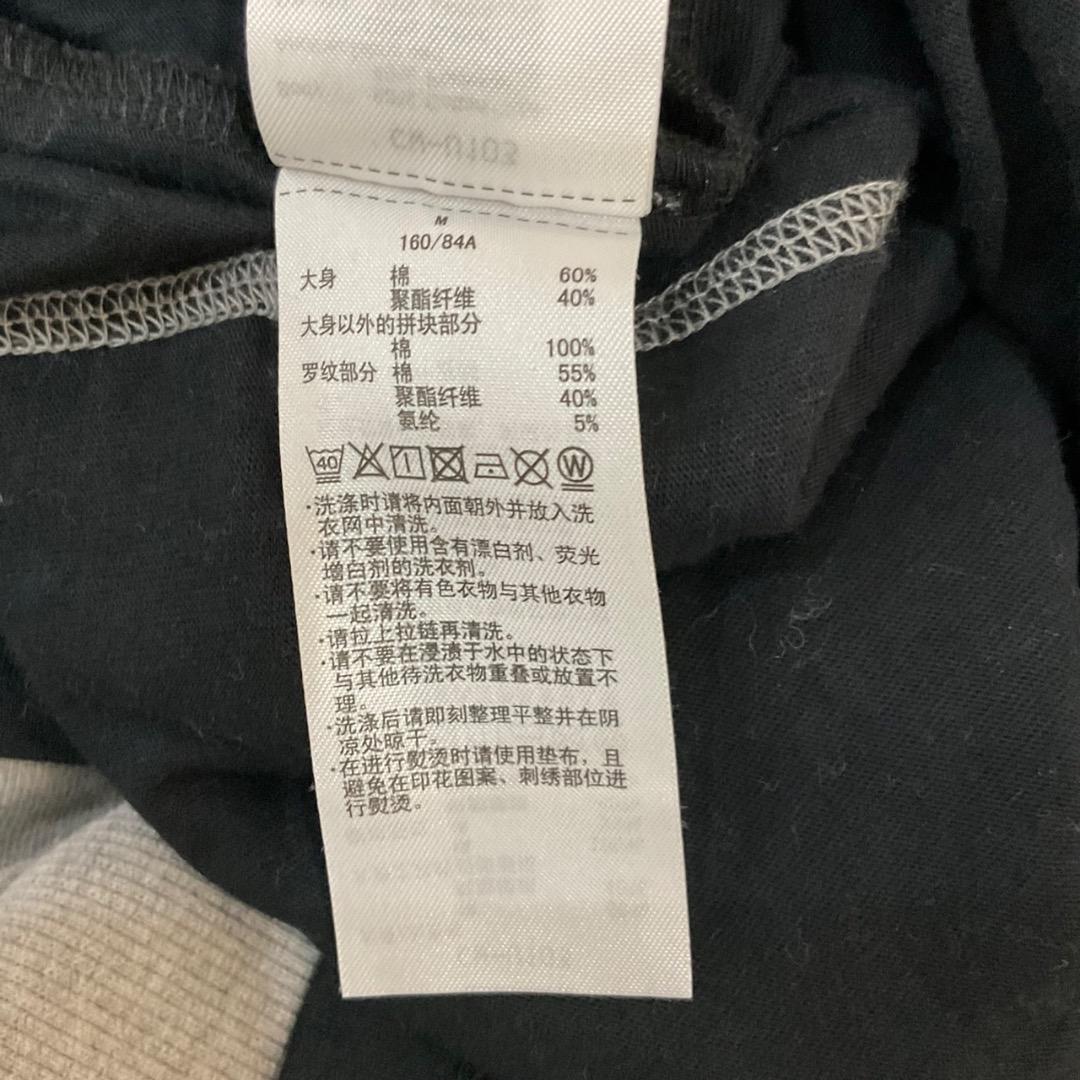 CW-U103
M
160/84A
大身 棉 60%
聚酯纤维 40%
大身以外的拼块部分
棉 100%
罗纹部分 棉 55%
聚酯纤维 40%
氨纶 5%
40 W
·洗涤时请将内面朝外并放入洗
衣网中清洗。
·请不要使用含有漂白剂、荧光
增白剂的洗衣剂。
·请不要将有色衣物与其他衣物
一起清洗。
·请拉上拉链再清洗。
·请不要在浸渍于水中的状态下
与其他待洗衣物重叠或放置不
理。
·洗涤后请即刻整理平整并在阴
凉处晾干。
·在进行熨烫时请使用垫布，且
避免在印花图案、刺绣部位进
行熨烫。